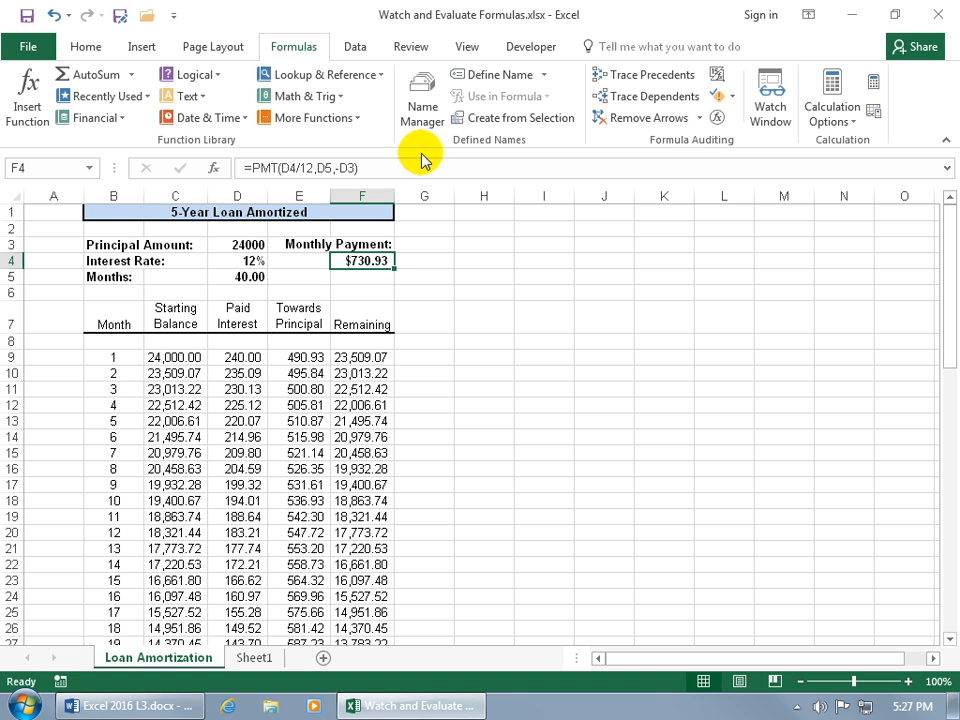 Watch and Evaluate Formulas.xlsx - Excel
Sign in
File Home Insert Page Layout Formulas Data Review View Developer Tell me what you want to do Share
fx Insert Function
AutoSum Recently Used Financial
Logical Text Date & Time
Lookup & Reference Math & Trig More Functions
Function Library
Name Manager
Define Name Use in Formula Create from Selection
Defined Names
Trace Precedents Trace Dependents Remove Arrows
Formula Auditing
Watch Window
Calculation Options
Calculation
F4 fx =PMT(D4/12,D5,-D3)
A B C D E F G H I J K L M N O
1 5-Year Loan Amortized
2
3 Principal Amount: 24000 Monthly Payment:
4 Interest Rate: 12% $730.93
5 Months: 40.00
6
Starting Paid Towards
7 Month Balance Interest Principal Remaining
8
9 1 24,000.00 240.00 490.93 23,509.07
10 2 23,509.07 235.09 495.84 23,013.22
11 3 23,013.22 230.13 500.80 22,512.42
12 4 22,512.42 225.12 505.81 22,006.61
13 5 22,006.61 220.07 510.87 21,495.74
14 6 21,495.74 214.96 515.98 20,979.76
15 7 20,979.76 209.80 521.14 20,458.63
16 8 20,458.63 204.59 526.35 19,932.28
17 9 19,932.28 199.32 531.61 19,400.67
18 10 19,400.67 194.01 536.93 18,863.74
19 11 18,863.74 188.64 542.30 18,321.44
20 12 18,321.44 183.21 547.72 17,773.72
21 13 17,773.72 177.74 553.20 17,220.53
22 14 17,220.53 172.21 558.73 16,661.80
23 15 16,661.80 166.62 564.32 16,097.48
24 16 16,097.48 160.97 569.96 15,527.52
25 17 15,527.52 155.28 575.66 14,951.86
26 18 14,951.86 149.52 581.42 14,370.45
27 19 14,370.45 143.70 587.23 13,783.22
Loan Amortization Sheet1
Ready 100%
Excel 2016 L3.docx - ... Watch and Evaluate ... 5:27 PM